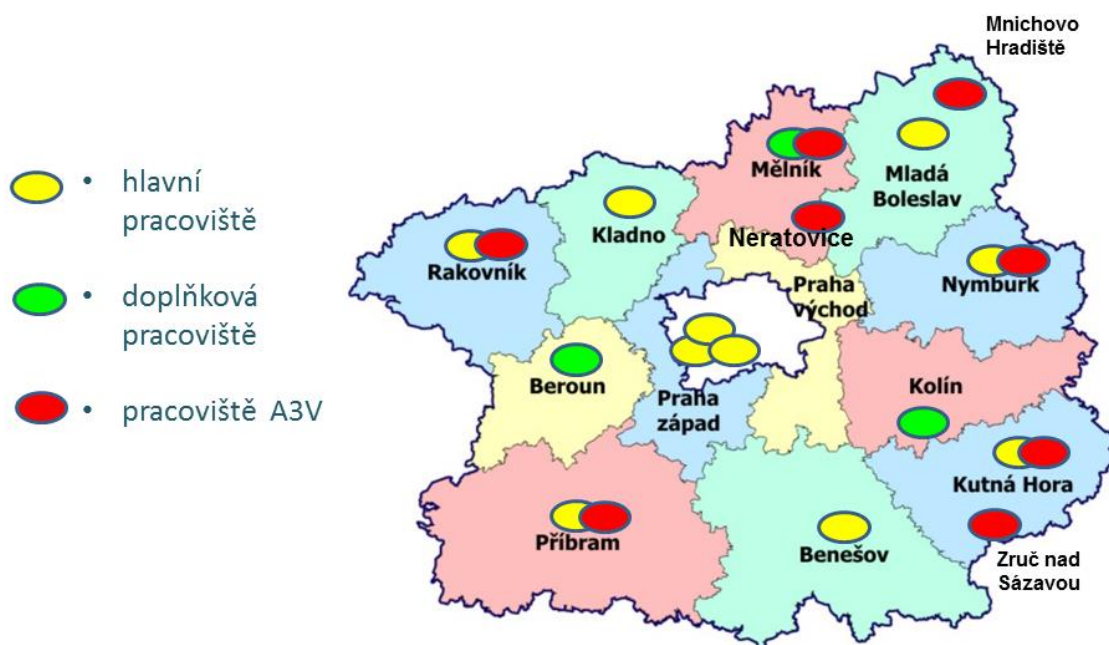 • hlavní
pracoviště
• doplňková
pracoviště
• pracoviště A3V
Mnichovo
Hradiště
Mělník
Mladá
Boleslav
Kladno
Neratovice
Rakovník
Praha
východ
Nymburk
Beroun
Praha
západ
Kolín
Kutná Hora
Příbram
Benešov
Zruč nad
Sázavou